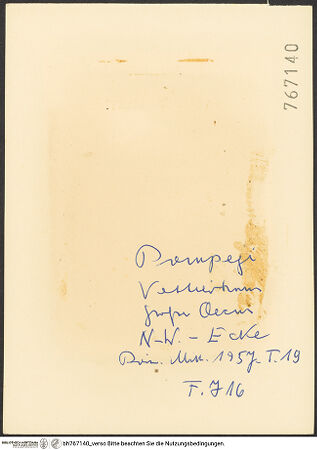 767140
Pompeji
Vettierhaus
großer Oecus
N-W. - Ecke
Röm. Mitt. 1957, T. 19
F. 716
bh767140_verso Bitte beachten Sie die Nutzungsbedingungen.